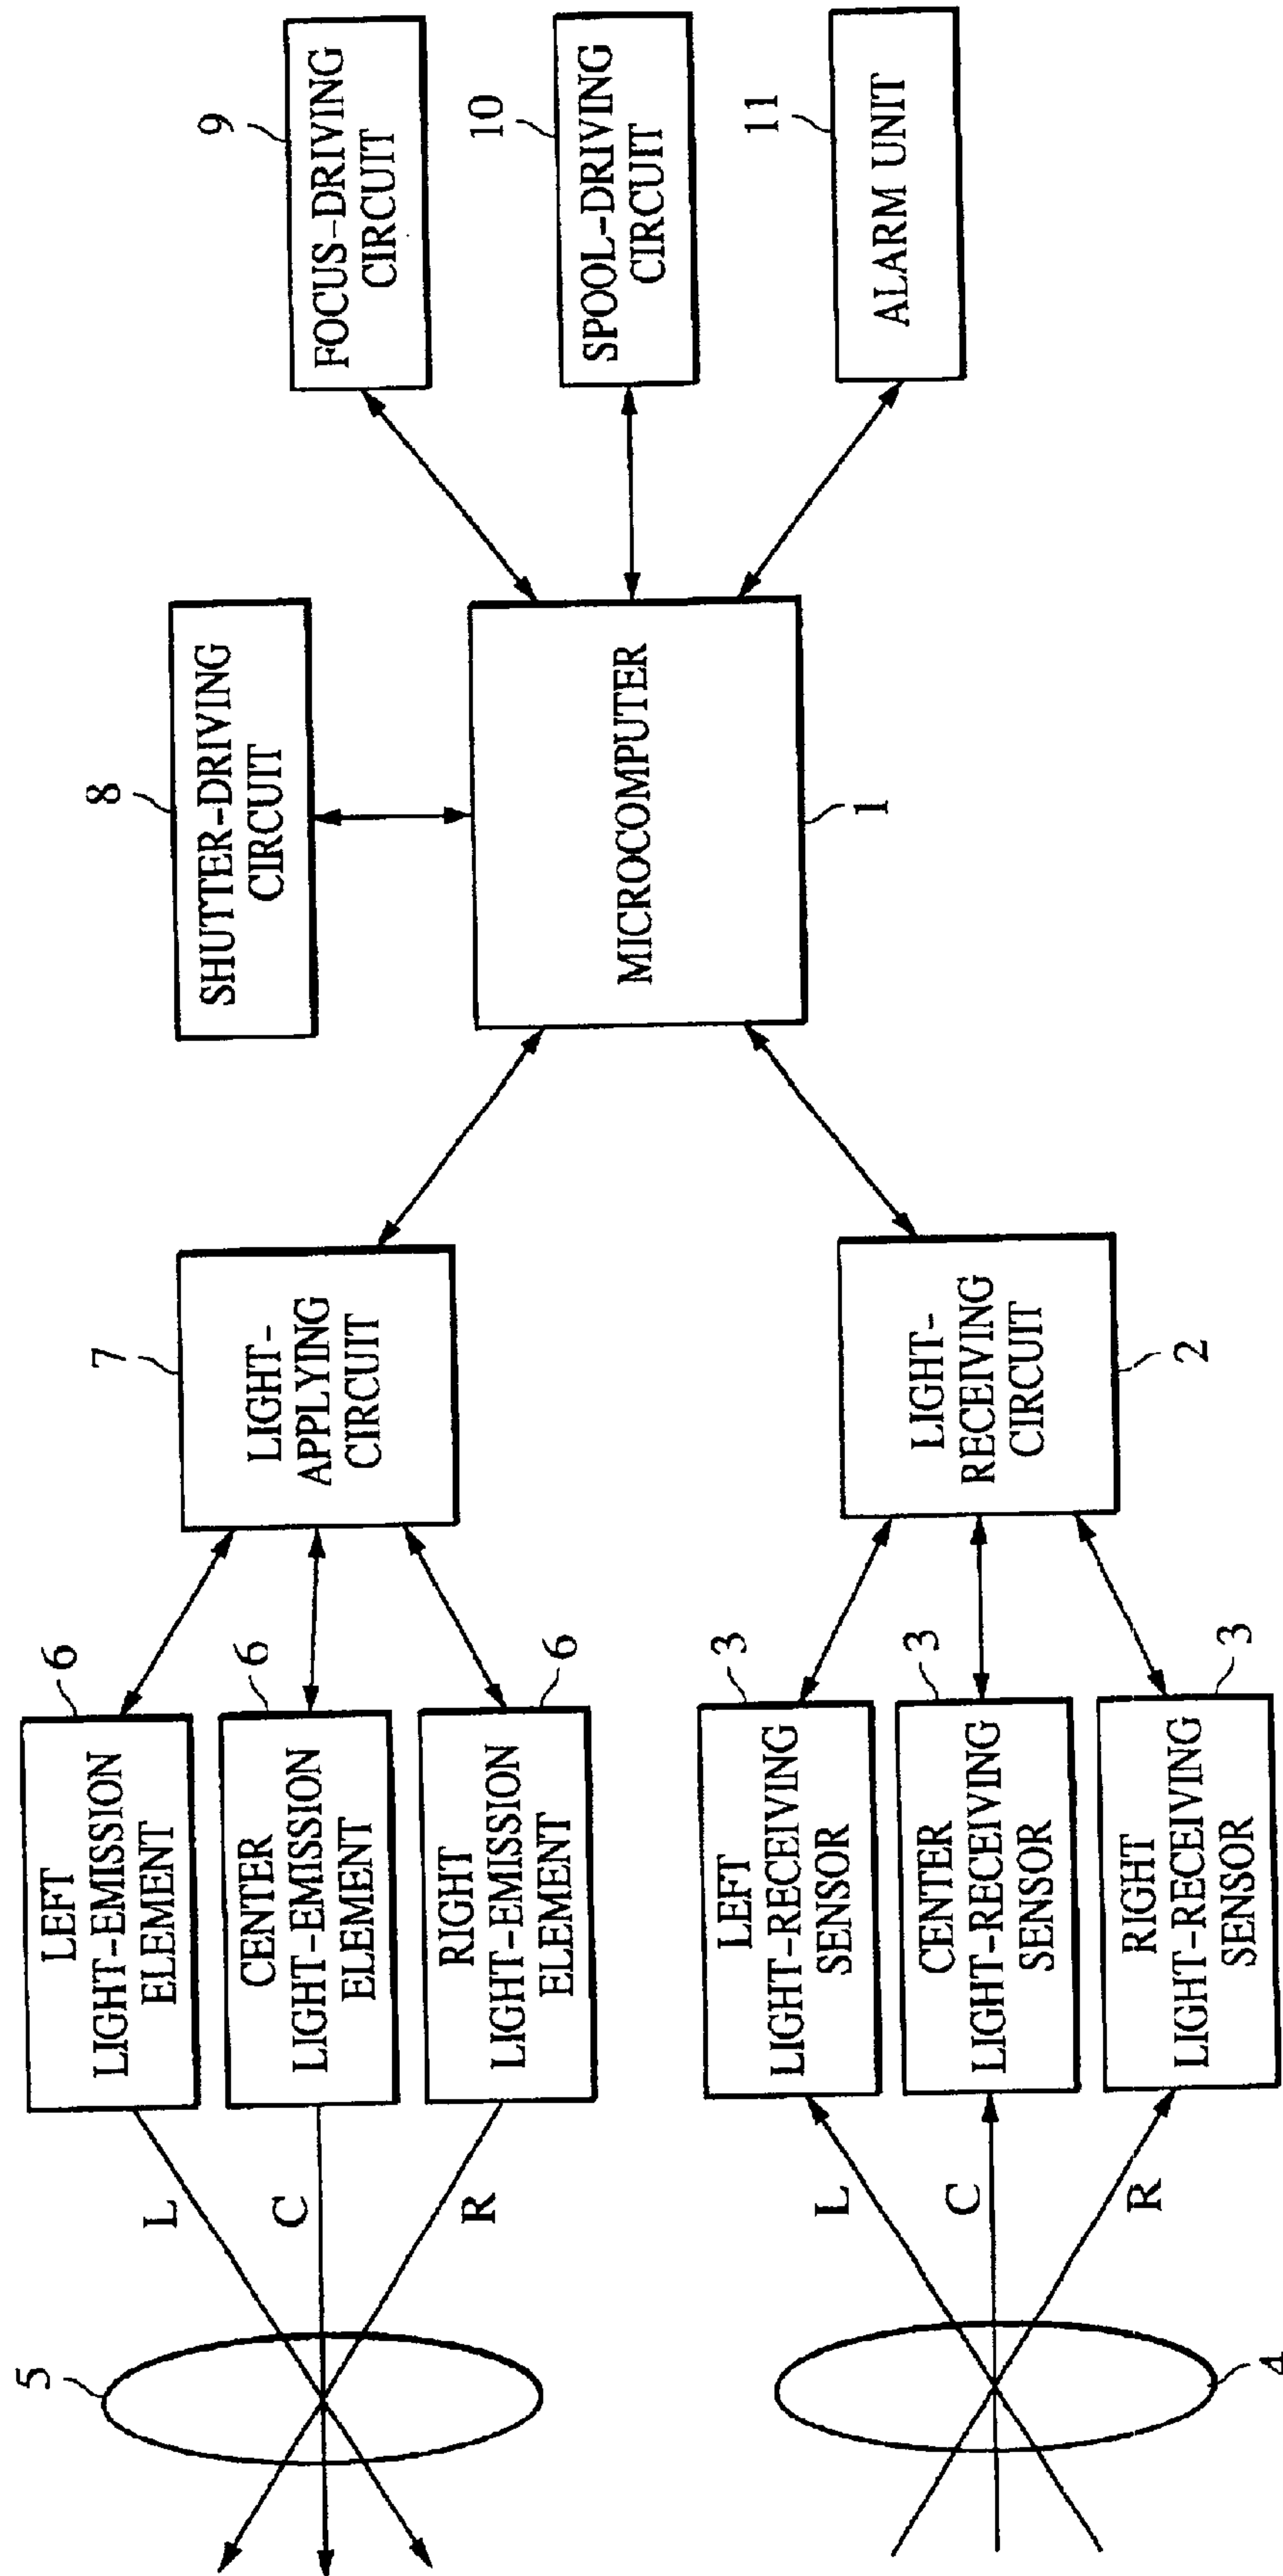 5
L
C
R
6
LEFT
LIGHT-EMISSION
ELEMENT
6
CENTER
LIGHT-EMISSION
ELEMENT
6
RIGHT
LIGHT-EMISSION
ELEMENT
7
LIGHT-
APPLYING
CIRCUIT
8
SHUTTER-DRIVING
CIRCUIT
MICROCOMPUTER
1
9
FOCUS-DRIVING
CIRCUIT
10
SPOOL-DRIVING
CIRCUIT
11
ALARM UNIT
4
L
C
R
3
LEFT
LIGHT-RECEIVING
SENSOR
3
CENTER
LIGHT-RECEIVING
SENSOR
3
RIGHT
LIGHT-RECEIVING
SENSOR
LIGHT-
RECEIVING
CIRCUIT
2